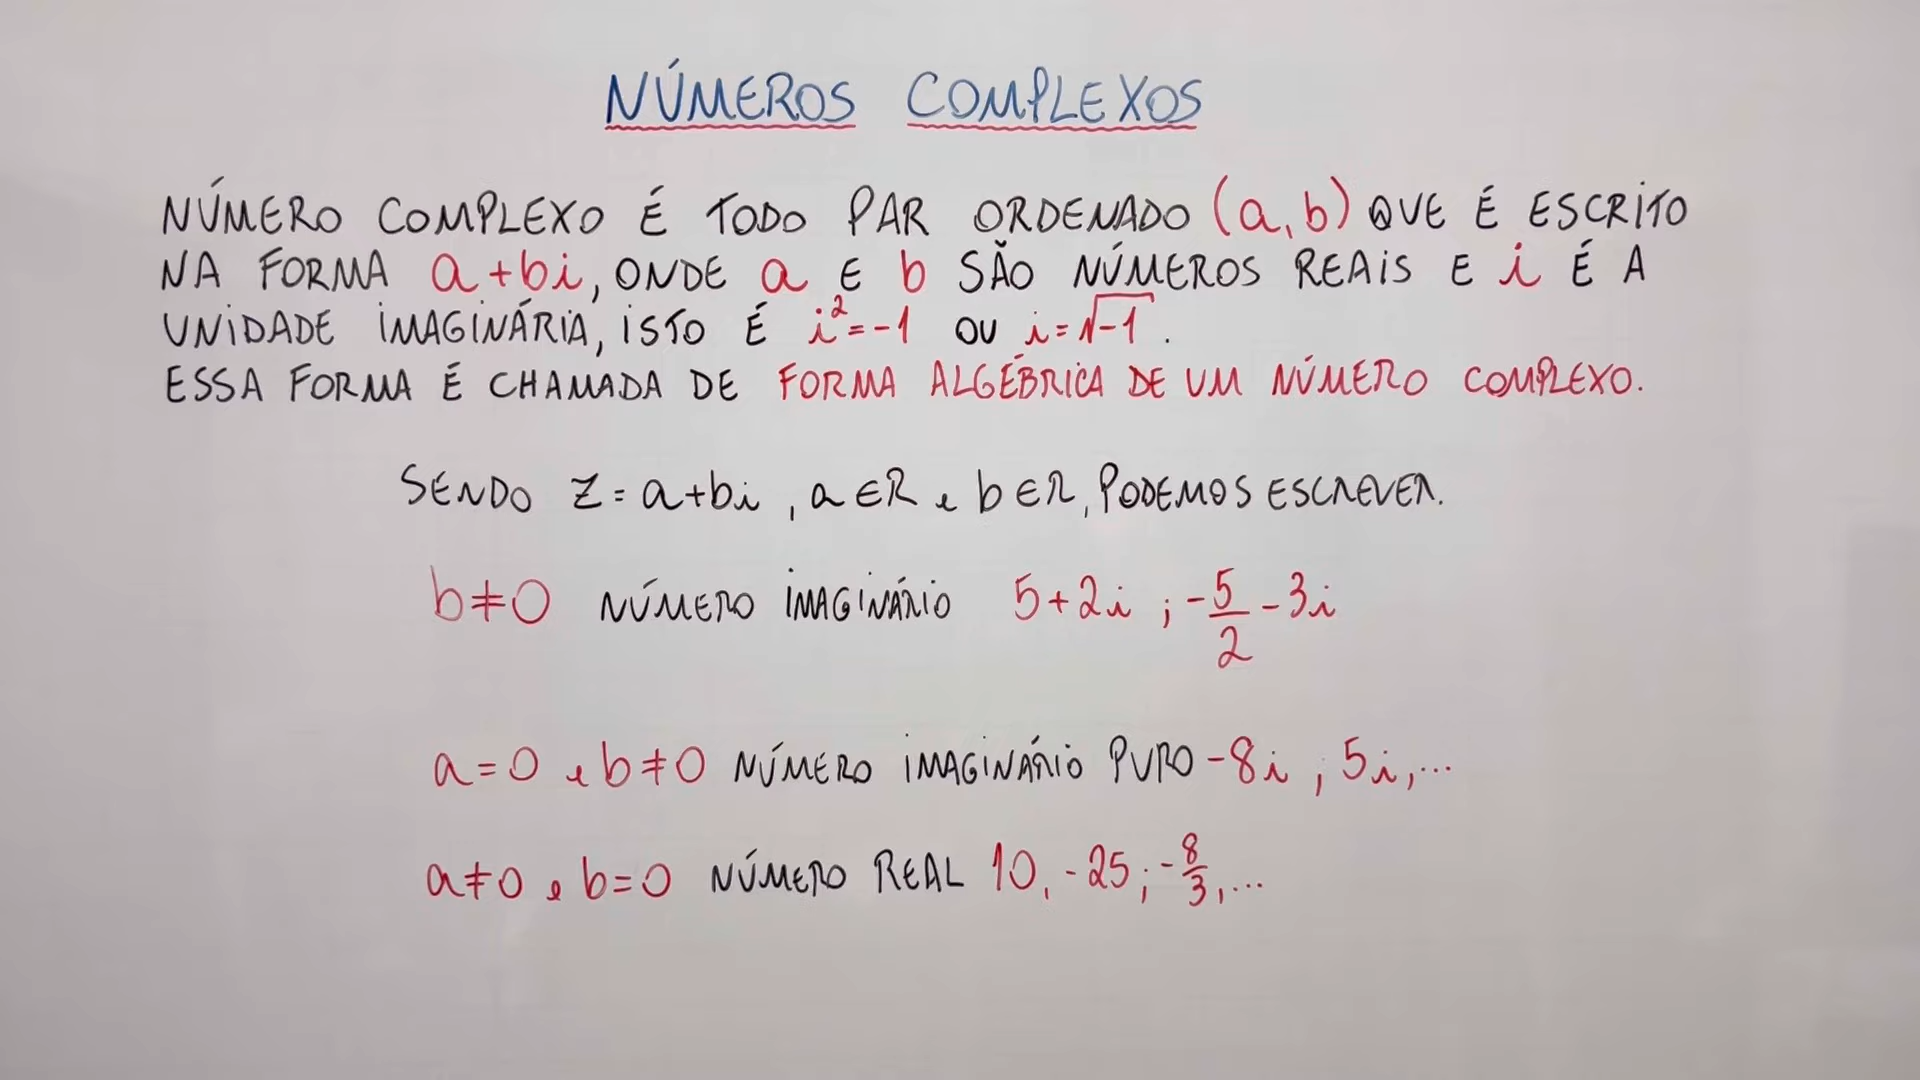 NÚMEROS COMPLEXOS
NÚMERO COMPLEXO É TODO PAR ORDENADO (a,b) QUE É ESCRITO
NA FORMA a+bi, ONDE a E b SÃO NÚMEROS REAIS E i É A
UNIDADE IMAGINÁRIA, ISTO É i²=-1 OU i=√-1.
ESSA FORMA É CHAMADA DE FORMA ALGÉBRICA DE UM NÚMERO COMPLEXO.
SENDO Z=a+bi, a∈R e b∈R, PODEMOS ESCREVER.
b≠0 NÚMERO IMAGINÁRIO 5+2i ; -5/2 -3i
a=0 e b≠0 NÚMERO IMAGINÁRIO PURO -8i ; 5i,...
a≠0 e b=0 NÚMERO REAL 10, -25; -8/3,...